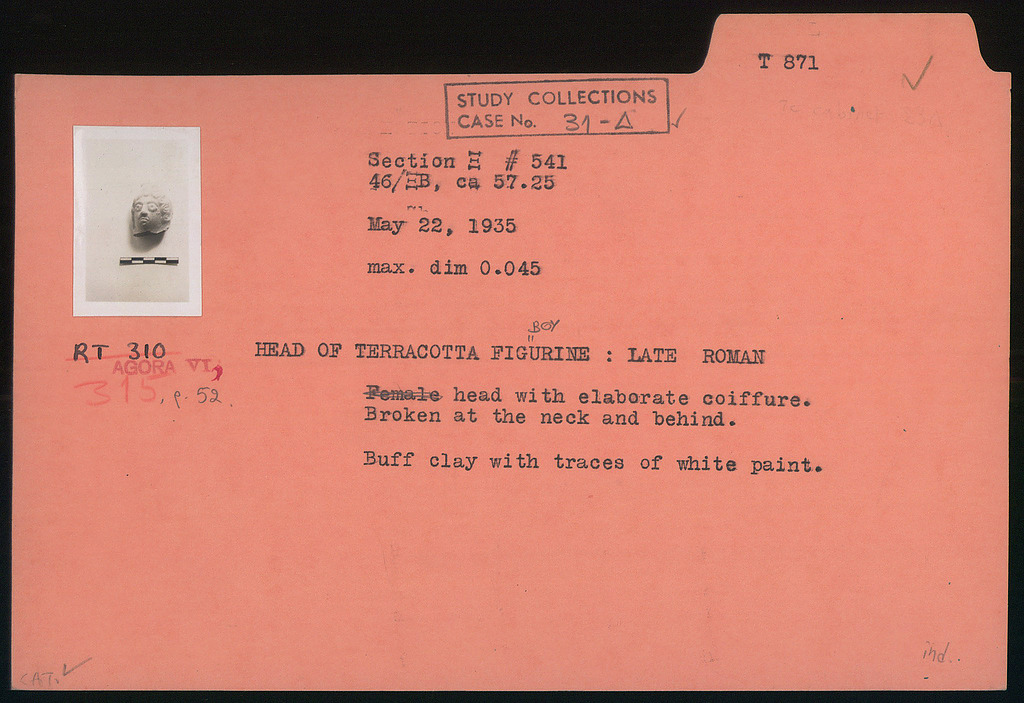 T 871
STUDY COLLECTIONS
CASE No. 31-Δ
Section Ξ # 541
46/ΞB, ca 57.25
May 22, 1935
max. dim 0.045
RT 310
AGORA VI,
315, p. 52.
BOY
HEAD OF TERRACOTTA FIGURINE : LATE ROMAN
Female head with elaborate coiffure.
Broken at the neck and behind.
Buff clay with traces of white paint.
CAT.
ihd.